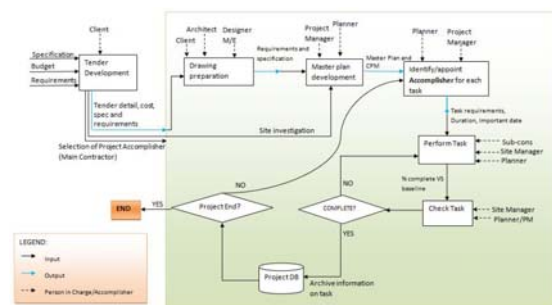 Client
Specification
Budget
Requirements
Tender
Development
Architect
Client
Designer
M/E
Drawing
preparation
Requirements and
specification
Project
Manager
Planner
Master plan
development
Master Plan and
CPM
Planner
Project
Manager
Identify/appoint
Accomplisher for each
task
Tender detail, cost,
spec and
requirements
Site investigation
Selection of Project Accomplisher
(Main Contractor)
Task requirements,
Duration, Important date
Perform Task
Sub-cons
Site Manager
Planner
% complete VS
baseline
Check Task
Site Manager
Planner/PM
NO
COMPLETE?
YES
NO
Project End?
YES
END
Project DB
Archive information
on task
LEGEND:
Input
Output
Person in Charge/Accomplisher